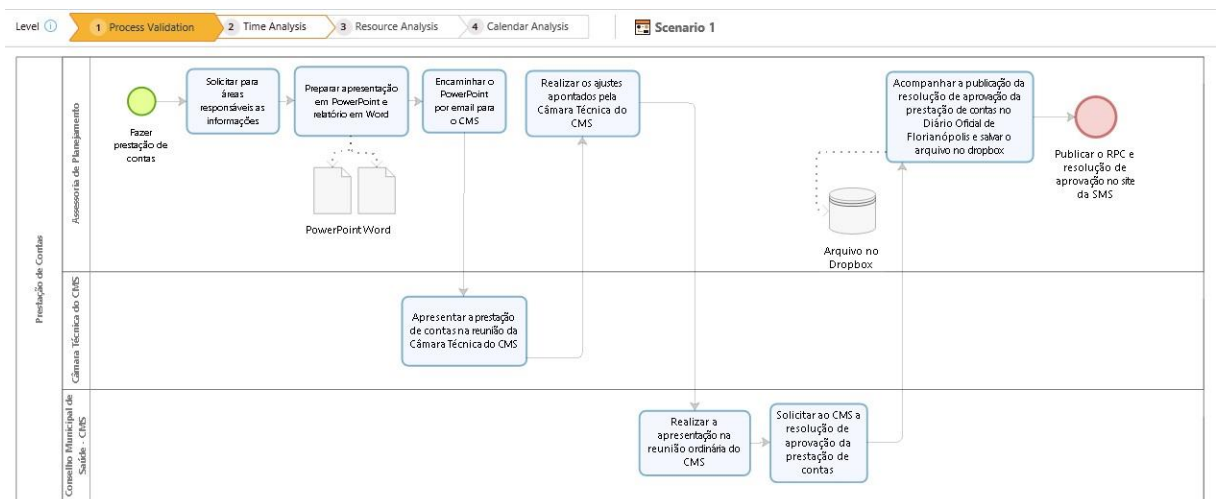 Level
1 Process Validation
2 Time Analysis
3 Resource Analysis
4 Calendar Analysis
Scenario 1
Prestação de Contas
Assessoria de Planejamento
Fazer
prestação de
contas
Solicitar para
áreas
responsáveis as
informações
Preparar apresentação
em PowerPoint e
relatório em Word
PowerPoint Word
Encaminhar o
PowerPoint
por email para
o CMS
Realizar os ajustes
apontados pela
Câmara Técnica do
CMS
Acompanhar a publicação da
resolução de aprovação da
prestação de contas no
Diário Oficial de
Florianópolis e salvar o
arquivo no dropbox
Arquivo no
Dropbox
Publicar o RPC e
resolução de
aprovação no site
da SMS
Câmara Técnica do CMS
Apresentar a prestação
de contas na reunião da
Câmara Técnica do CMS
Conselho Municipal de
Saúde - CMS
Realizar a
apresentação na
reunião ordinária do
CMS
Solicitar ao CMS a
resolução de
aprovação da
prestação de
contas